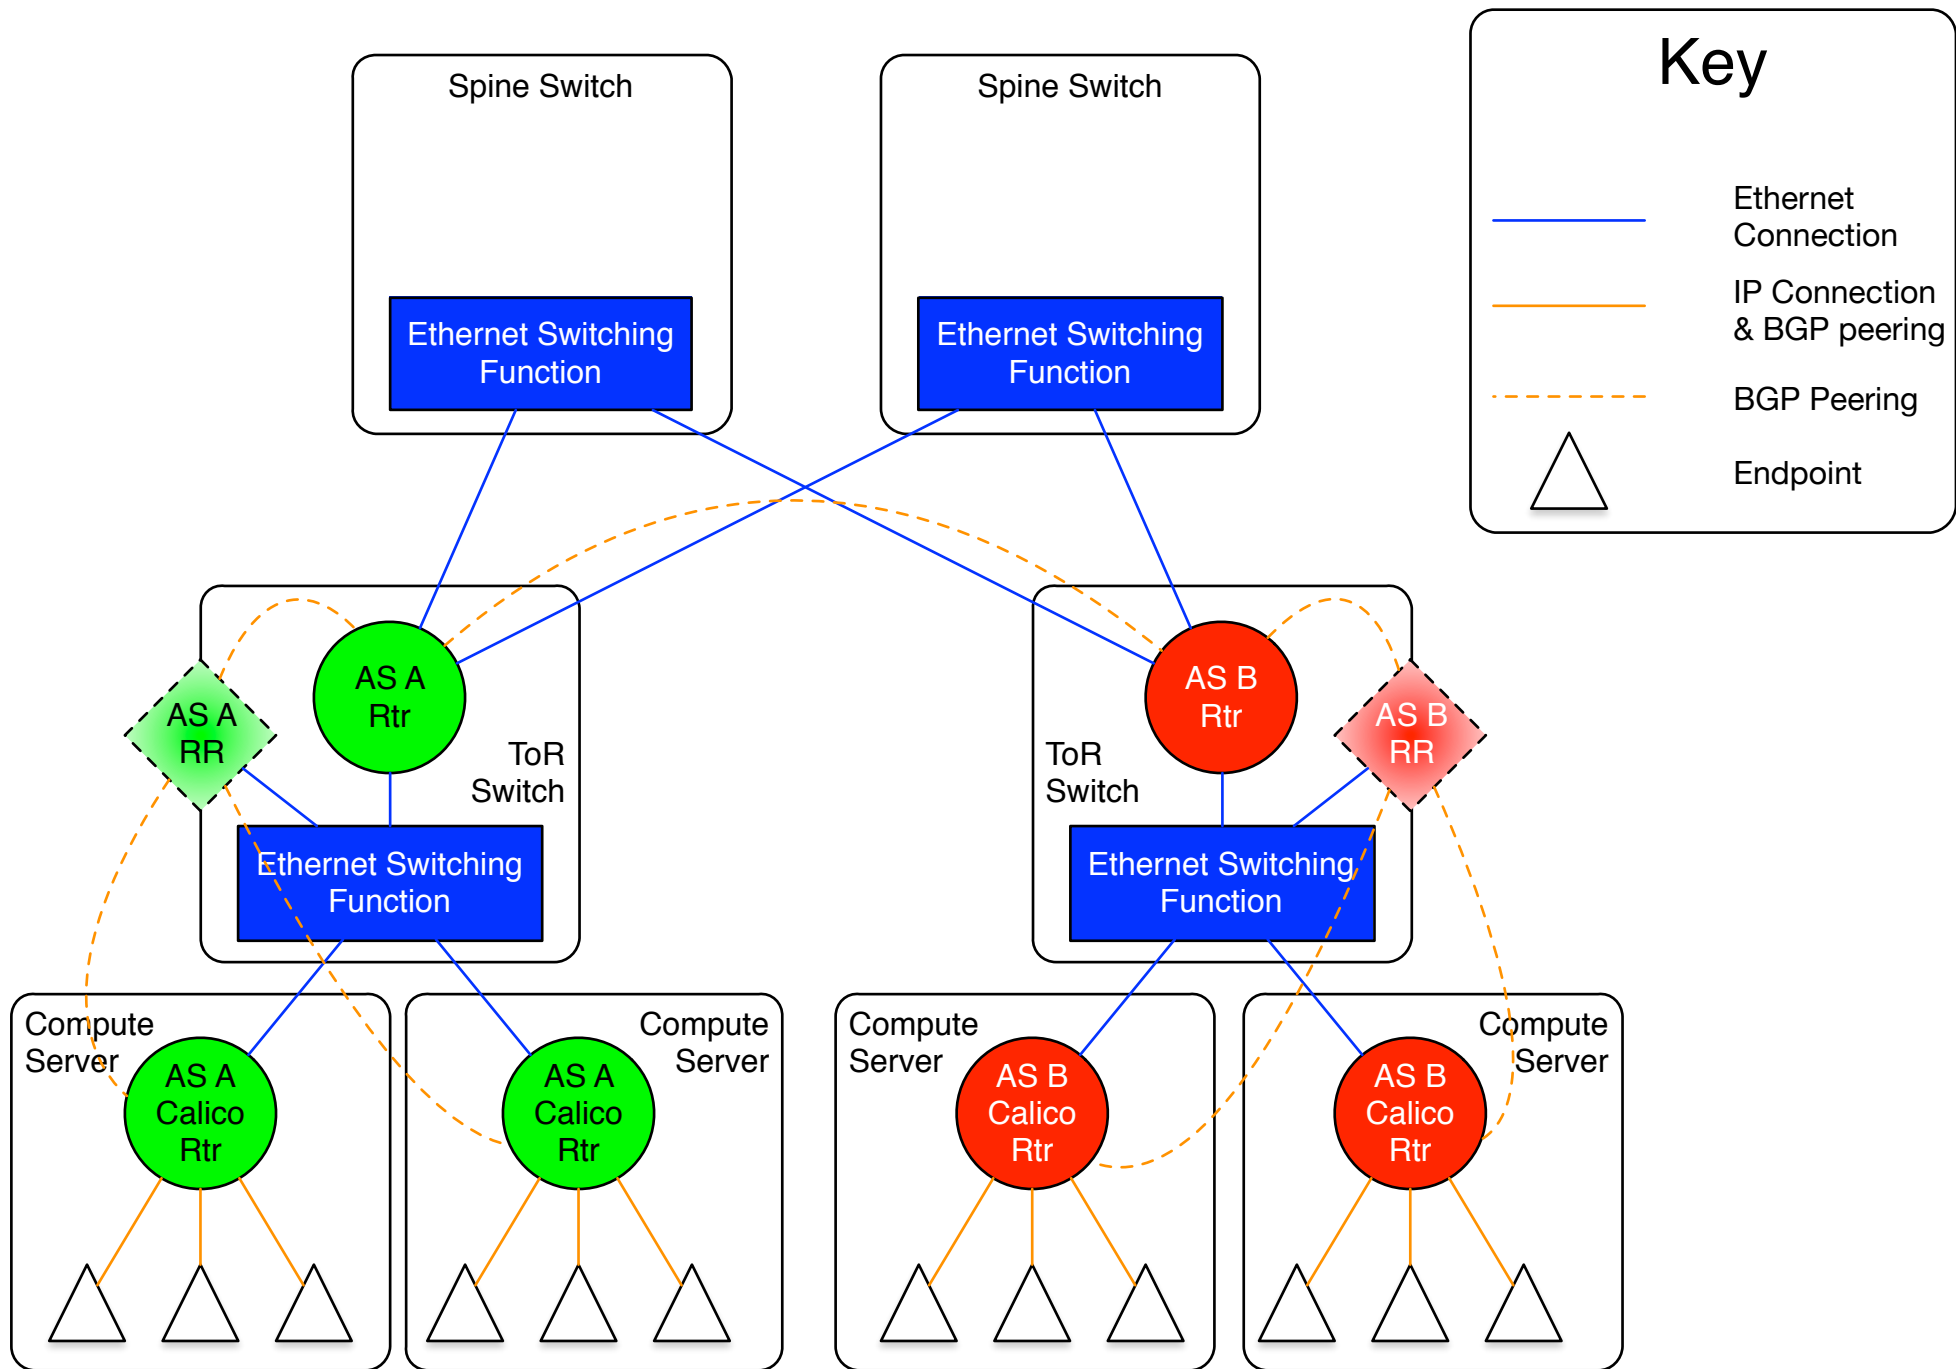 Spine Switch
Spine Switch
Key
Ethernet
Connection
IP Connection
& BGP peering
BGP Peering
Endpoint
Ethernet Switching
Function
Ethernet Switching
Function
AS A
RR
AS A
Rtr
ToR
Switch
Ethernet Switching
Function
AS B
Rtr
AS B
RR
ToR
Switch
Ethernet Switching
Function
Compute
Server
AS A
Calico
Rtr
Compute
Server
AS A
Calico
Rtr
Compute
Server
AS B
Calico
Rtr
Compute
Server
AS B
Calico
Rtr